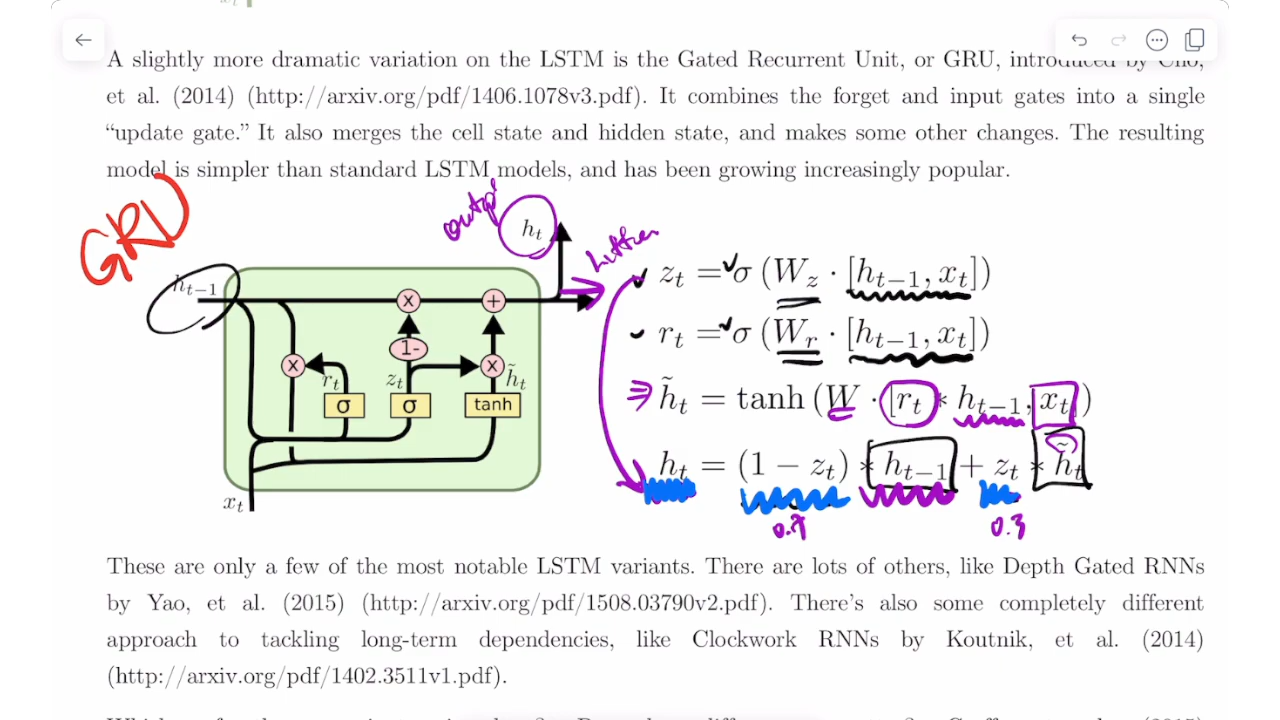 A slightly more dramatic variation on the LSTM is the Gated Recurrent Unit, or GRU, introduced by Cho,
et al. (2014) (http://arxiv.org/pdf/1406.1078v3.pdf). It combines the forget and input gates into a single
“update gate.” It also merges the cell state and hidden state, and makes some other changes. The resulting
model is simpler than standard LSTM models, and has been growing increasingly popular.
GRU
h_{t-1}
h_t
x
+
1-
x
x
r_t
z_t
h̃_t
σ
σ
tanh
x_t
z_t = σ (W_z · [h_{t-1}, x_t])
r_t = σ (W_r · [h_{t-1}, x_t])
h̃_t = tanh (W · [r_t * h_{t-1}, x_t])
h_t = (1 − z_t) * h_{t-1} + z_t * h̃_t
0.7
0.3
These are only a few of the most notable LSTM variants. There are lots of others, like Depth Gated RNNs
by Yao, et al. (2015) (http://arxiv.org/pdf/1508.03790v2.pdf). There’s also some completely different
approach to tackling long-term dependencies, like Clockwork RNNs by Koutnik, et al. (2014)
(http://arxiv.org/pdf/1402.3511v1.pdf).